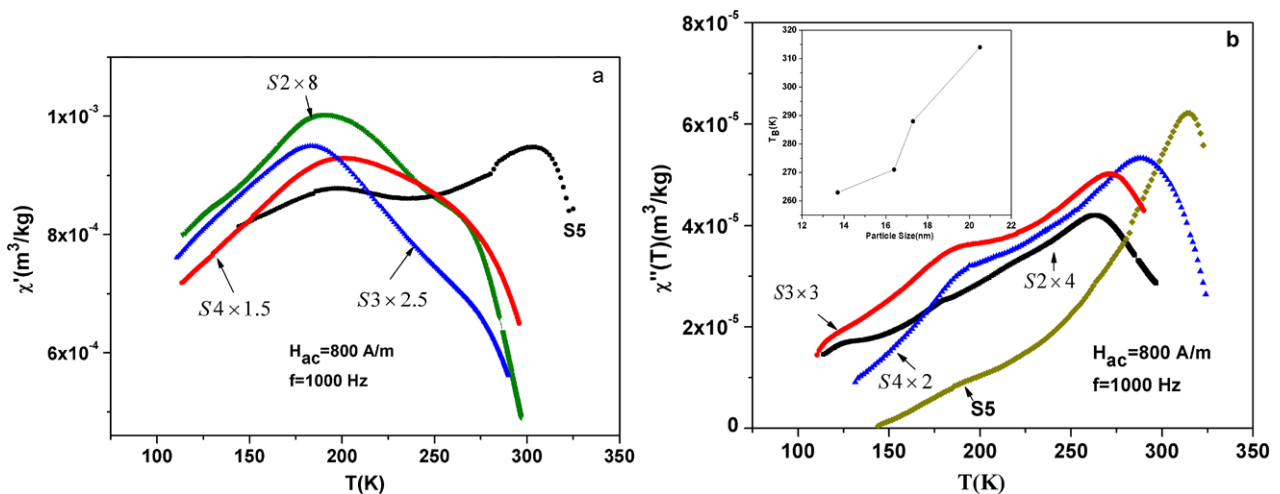 a
S2×8
1x10⁻³
8x10⁻⁴
6x10⁻⁴
χ'(m³/kg)
S5
S4×1.5
S3×2.5
Hac=800 A/m
f=1000 Hz
100 150 200 250 300 350
T(K)
b
8x10⁻⁵
6x10⁻⁵
4x10⁻⁵
2x10⁻⁵
0
χ''(T)(m³/kg)
320
310
300
290
280
270
260
TB(K)
12 14 16 18 20 22
Particle Size(nm)
S3×3
S2×4
S4×2
S5
Hac=800 A/m
f=1000 Hz
100 150 200 250 300 350
T(K)